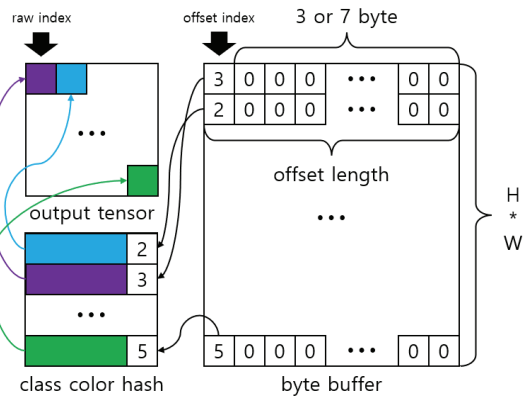 raw index
offset index
3 or 7 byte
3 0 0 0 ••• 0 0
2 0 0 0 ••• 0 0
•••
offset length
output tensor
H
*
W
•••
2
3
•••
5
5 0 0 0 ••• 0 0
class color hash
byte buffer